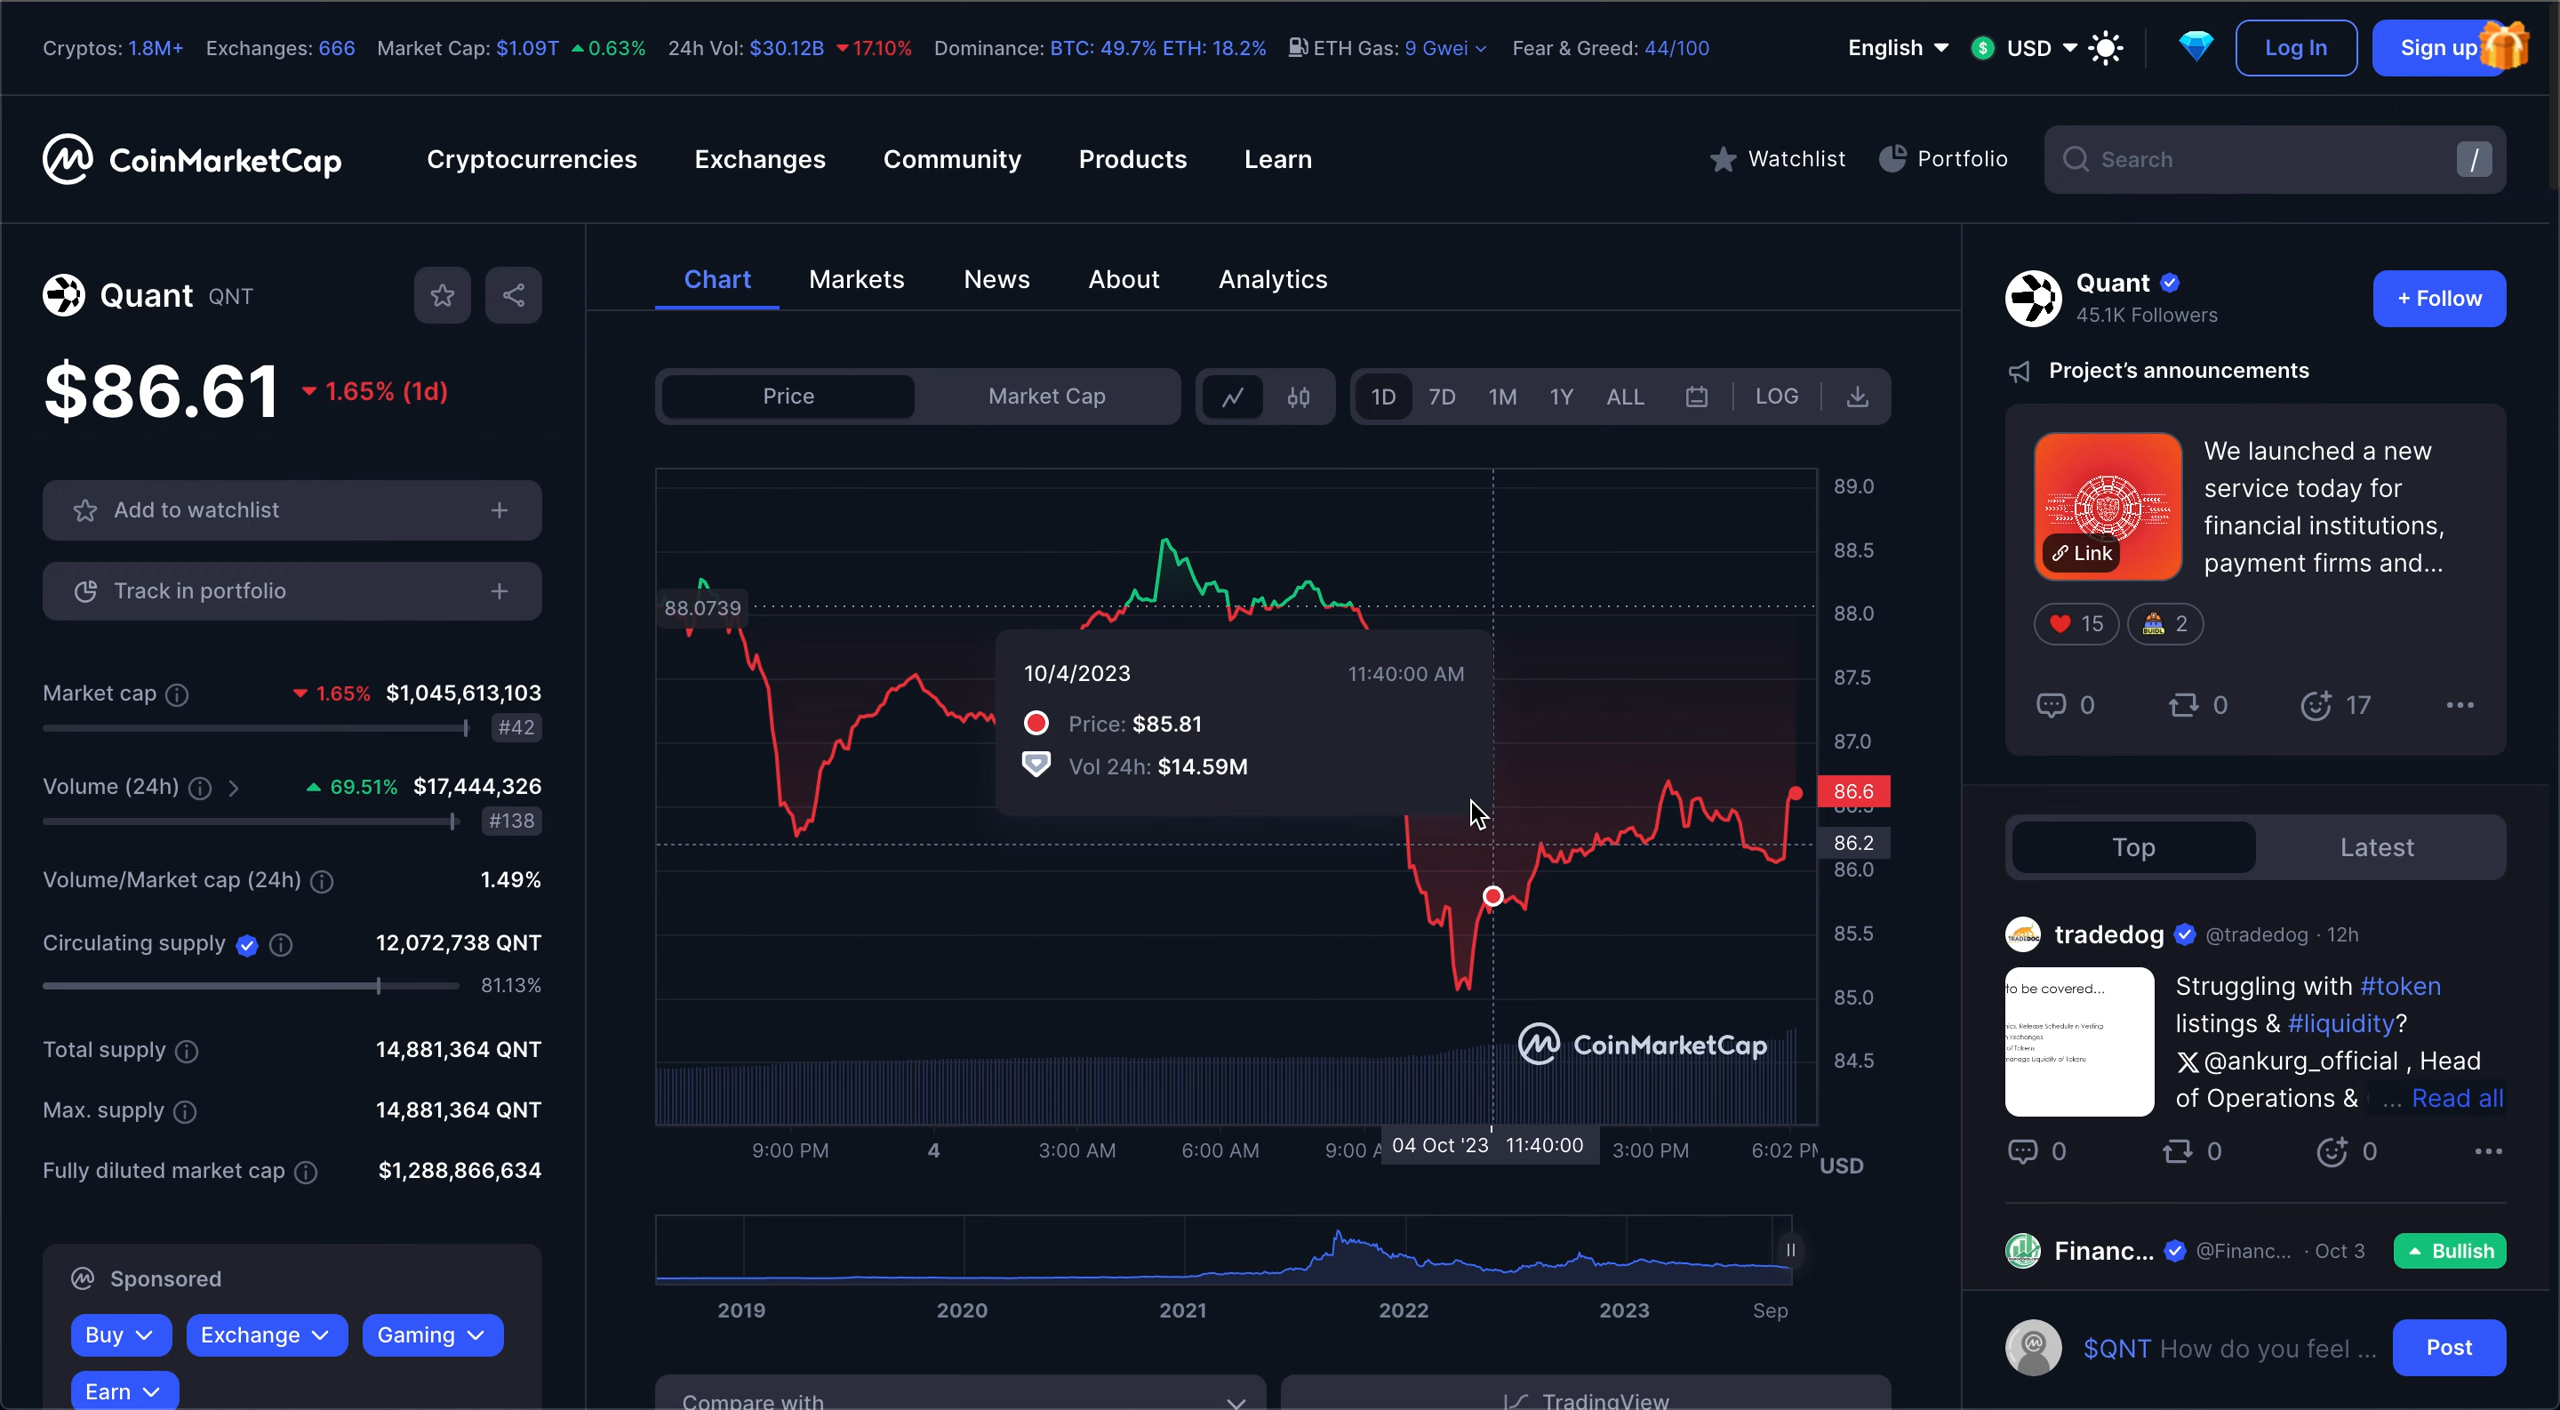 Cryptos: 1.8M+ Exchanges: 666 Market Cap: $1.09T 0.63% 24h Vol: $30.12B 17.10% Dominance: BTC: 49.7% ETH: 18.2% ETH Gas: 9 Gwei Fear & Greed: 44/100 English $ USD Log In Sign up
CoinMarketCap Cryptocurrencies Exchanges Community Products Learn Watchlist Portfolio Search /
Quant QNT
$86.61 1.65% (1d)
Add to watchlist +
Track in portfolio +
Market cap 1.65% $1,045,613,103
#42
Volume (24h) 69.51% $17,444,326
#138
Volume/Market cap (24h) 1.49%
Circulating supply 12,072,738 QNT
81.13%
Total supply 14,881,364 QNT
Max. supply 14,881,364 QNT
Fully diluted market cap $1,288,866,634
Sponsored
Buy Exchange Gaming
Earn
Chart Markets News About Analytics
Price Market Cap 1D 7D 1M 1Y ALL LOG
89.0
88.5
88.0739
88.0
87.5
87.0
86.6
86.5
86.2
86.0
85.5
85.0
84.5
10/4/2023 11:40:00 AM
Price: $85.81
Vol 24h: $14.59M
CoinMarketCap
9:00 PM 4 3:00 AM 6:00 AM 9:00 A 04 Oct '23 11:40:00 3:00 PM 6:02 PM
USD
2019 2020 2021 2022 2023 Sep
Compare with TradingView
Quant
45.1K Followers
+ Follow
Project's announcements
Link
We launched a new
service today for
financial institutions,
payment firms and...
15 BUIDL 2
0 0 17
Top Latest
tradedog @tradedog · 12h
TRADEDOG
to be covered...
Struggling with #token
listings & #liquidity?
X@ankurg_official , Head
of Operations & ... Read all
0 0 0
Financ... @Financ... · Oct 3 Bullish
$QNT How do you feel ... Post